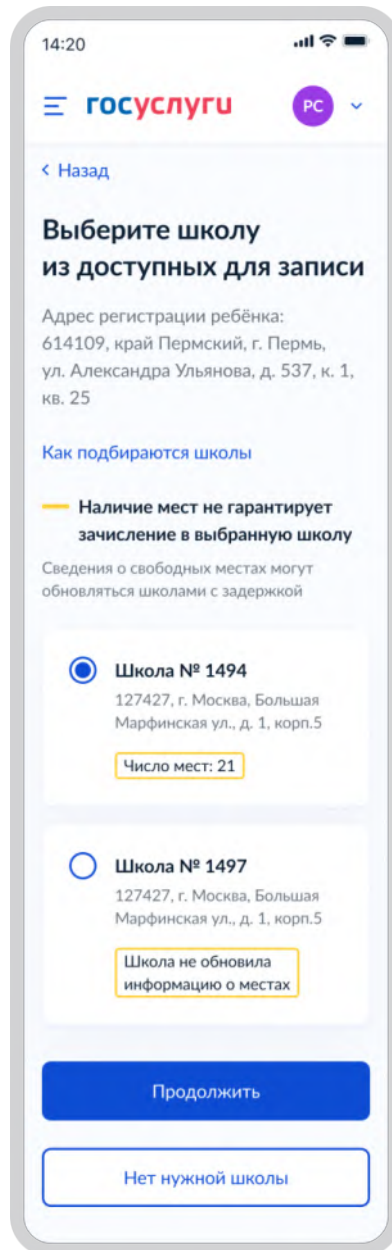 14:20
госуслуги
РС
Назад
Выберите школу
из доступных для записи
Адрес регистрации ребёнка:
614109, край Пермский, г. Пермь,
ул. Александра Ульянова, д. 537, к. 1,
кв. 25
Как подбираются школы
Наличие мест не гарантирует
зачисление в выбранную школу
Сведения о свободных местах могут
обновляться школами с задержкой
Школа № 1494
127427, г. Москва, Большая
Марфинская ул., д. 1, корп.5
Число мест: 21
Школа № 1497
127427, г. Москва, Большая
Марфинская ул., д. 1, корп.5
Школа не обновила
информацию о местах
Продолжить
Нет нужной школы